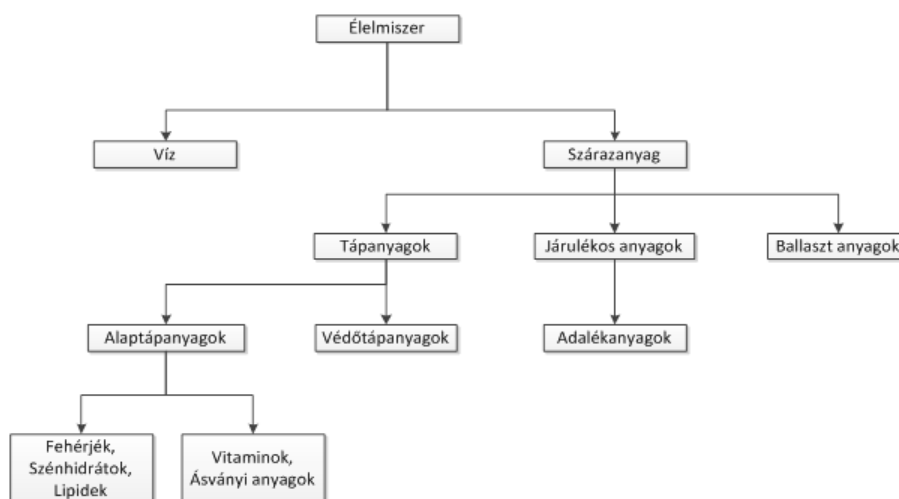 Élelmiszer
Víz
Szárazanyag
Tápanyagok
Járulékos anyagok
Ballaszt anyagok
Alaptápanyagok
Védőtápanyagok
Adalékanyagok
Fehérjék,
Szénhidrátok,
Lipidek
Vitaminok,
Ásványi anyagok